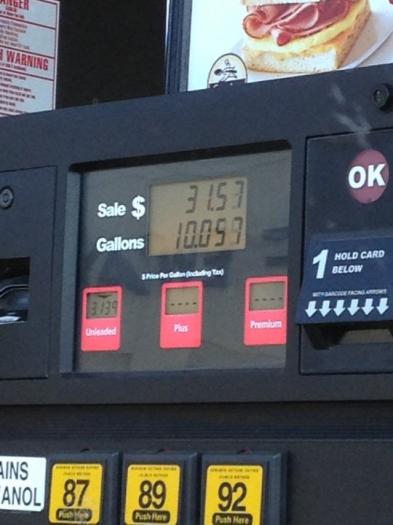 ANGER
WARNING
OK
Sale $ 31.57
Gallons 10.059
$ Price Per Gallon (Including Tax)
3.139
----
----
Unleaded
Plus
Premium
1 HOLD CARD
BELOW
WITH BARCODE FACING ARROWS
AINS
ANOL
87
Push Here
89
Push Here
92
Push Here